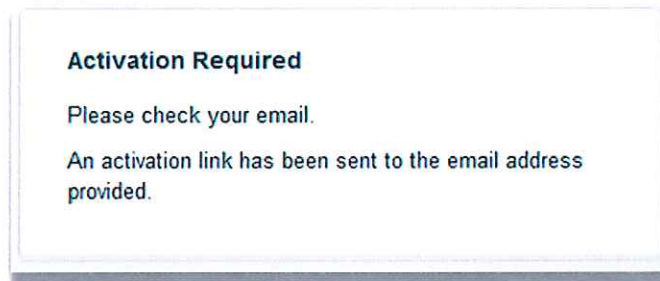 Activation Required
Please check your email.
An activation link has been sent to the email address
provided.